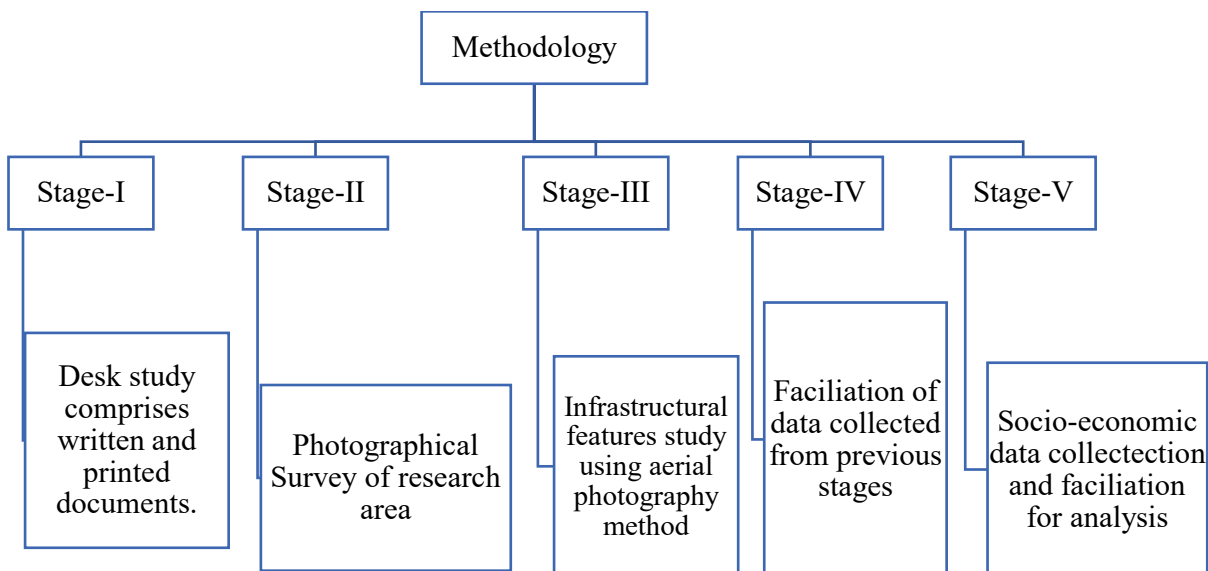 Methodology
Stage-I
Stage-II
Stage-III
Stage-IV
Stage-V
Desk study
comprises
written and
printed
documents.
Photographical
Survey of research
area
Infrastructural
features study
using aerial
photography
method
Faciliation of
data collected
from previous
stages
Socio-economic
data collectection
and faciliation
for analysis